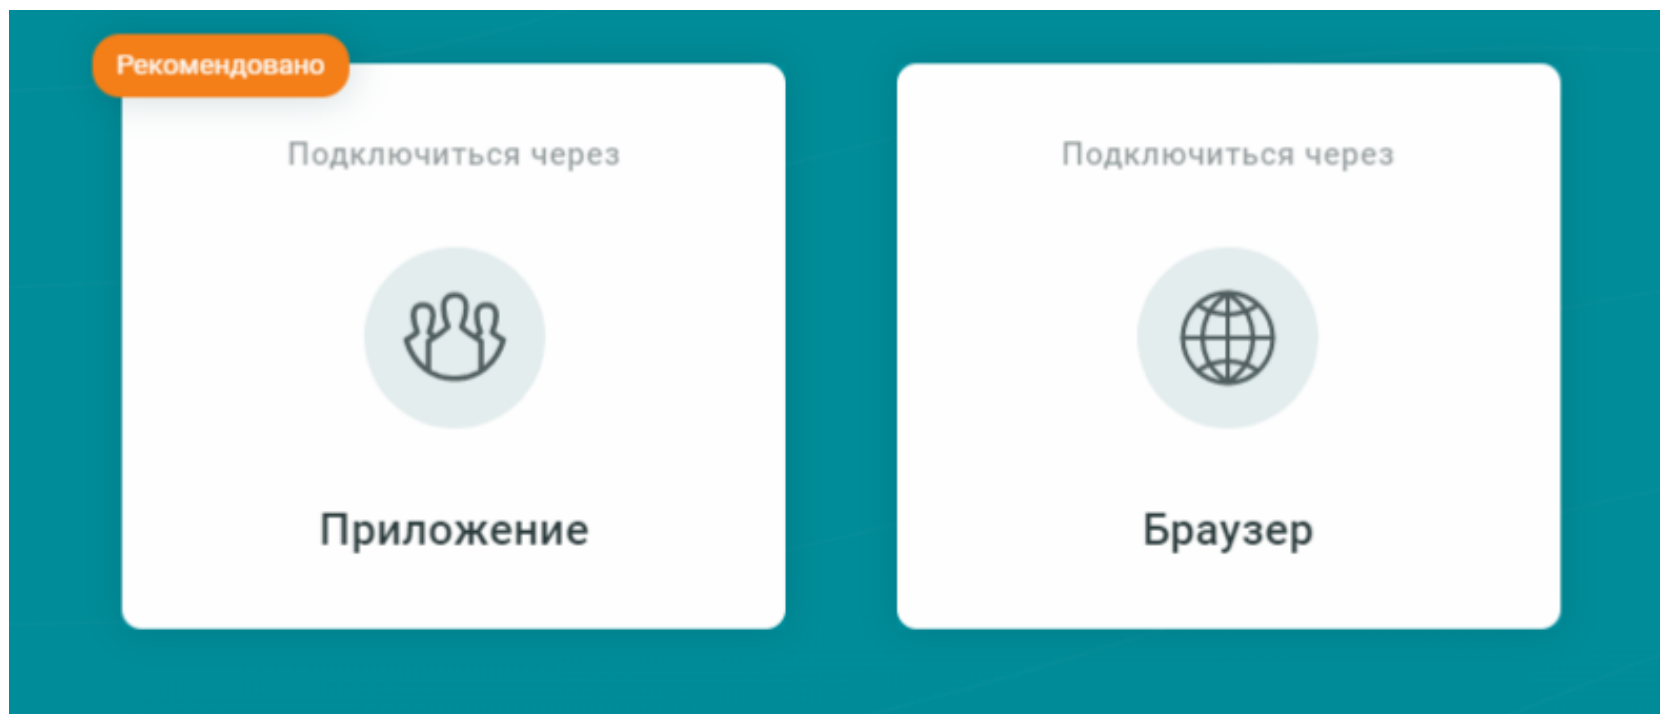 Рекомендовано
Подключиться через
Приложение
Подключиться через
Браузер